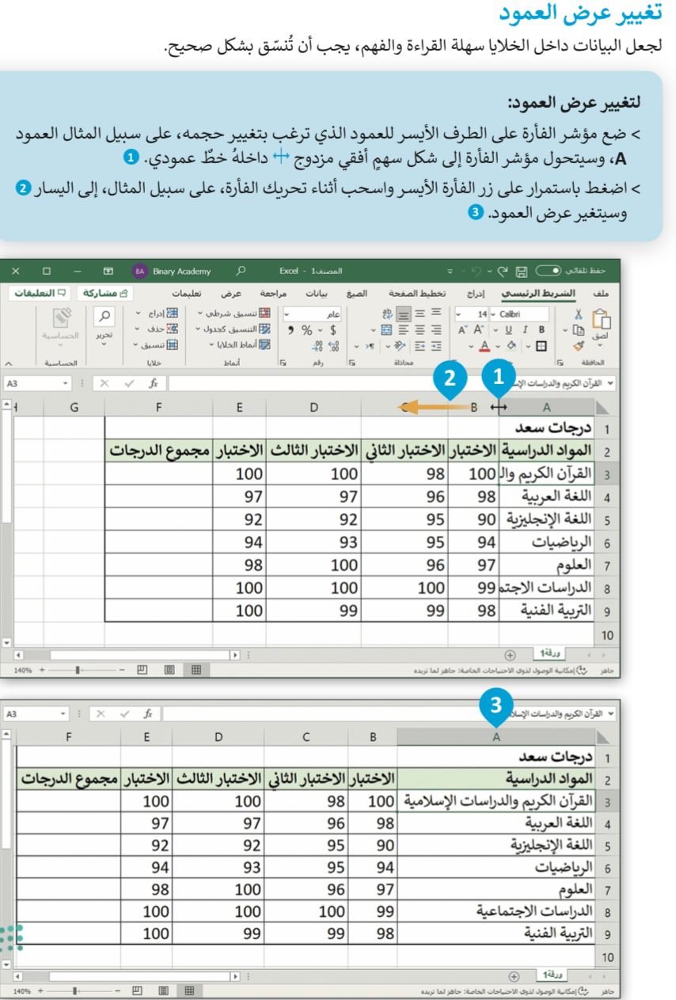 تغيير عرض العمود
لجعل البيانات داخل الخلايا سهلة القراءة والفهم، يجب أن تُنسّق بشكل صحيح.
لتغيير عرض العمود:
> ضع مؤشر الفأرة على الطرف الأيسر للعمود الذي ترغب بتغيير حجمه، على سبيل المثال العمود
A، وسيتحول مؤشر الفأرة إلى شكل سهمٍ أفقي مزدوج داخلهُ خطٌ عمودي. 1
> اضغط باستمرار على زر الفأرة الأيسر واسحب أثناء تحريك الفأرة، على سبيل المثال، إلى اليسار 2
وسيتغير عرض العمود. 3
حفظ تلقائي المصنف1 - Excel Binary Academy BA
ملف الشريط الرئيسي إدراج تخطيط الصفحة الصيغ بيانات مراجعة عرض تعليمات مشاركة التعليقات
Calibri 14 عام تنسيق شرطي إدراج
لصق B I U A A $ % 9 التنسيق كجدول حذف تحرير الحساسية
A أنماط الخلايا تنسيق
الحافظة محاذاة رقم أنماط خلايا الحساسية
2 1
A3 fx القرآن الكريم والدراسات الإسلا
A B C D E F G H
1 درجات سعد
2 المواد الدراسية الاختبار الاختبار الثاني الاختبار الثالث الاختبار مجموع الدرجات
3 القرآن الكريم وال 100 98 100 100
4 اللغة العربية 98 96 97 97
5 اللغة الإنجليزية 90 95 92 92
6 الرياضيات 94 95 93 94
7 العلوم 97 96 100 98
8 الدراسات الاجتم 99 100 100 100
9 التربية الفنية 98 99 99 100
10
ورقة1
جاهز إمكانية الوصول لذوي الاحتياجات الخاصة: جاهز لما تريده 140%
3
A3 fx القرآن الكريم والدراسات الإسلا
A B C D E F
1 درجات سعد
2 المواد الدراسية الاختبار الاختبار الثاني الاختبار الثالث الاختبار مجموع الدرجات
3 القرآن الكريم والدراسات الإسلامية 100 98 100 100
4 اللغة العربية 98 96 97 97
5 اللغة الإنجليزية 90 95 92 92
6 الرياضيات 94 95 93 94
7 العلوم 97 96 100 98
8 الدراسات الاجتماعية 99 100 100 100
9 التربية الفنية 98 99 99 100
10
ورقة1
جاهز إمكانية الوصول لذوي الاحتياجات الخاصة: جاهز لما تريده 140%